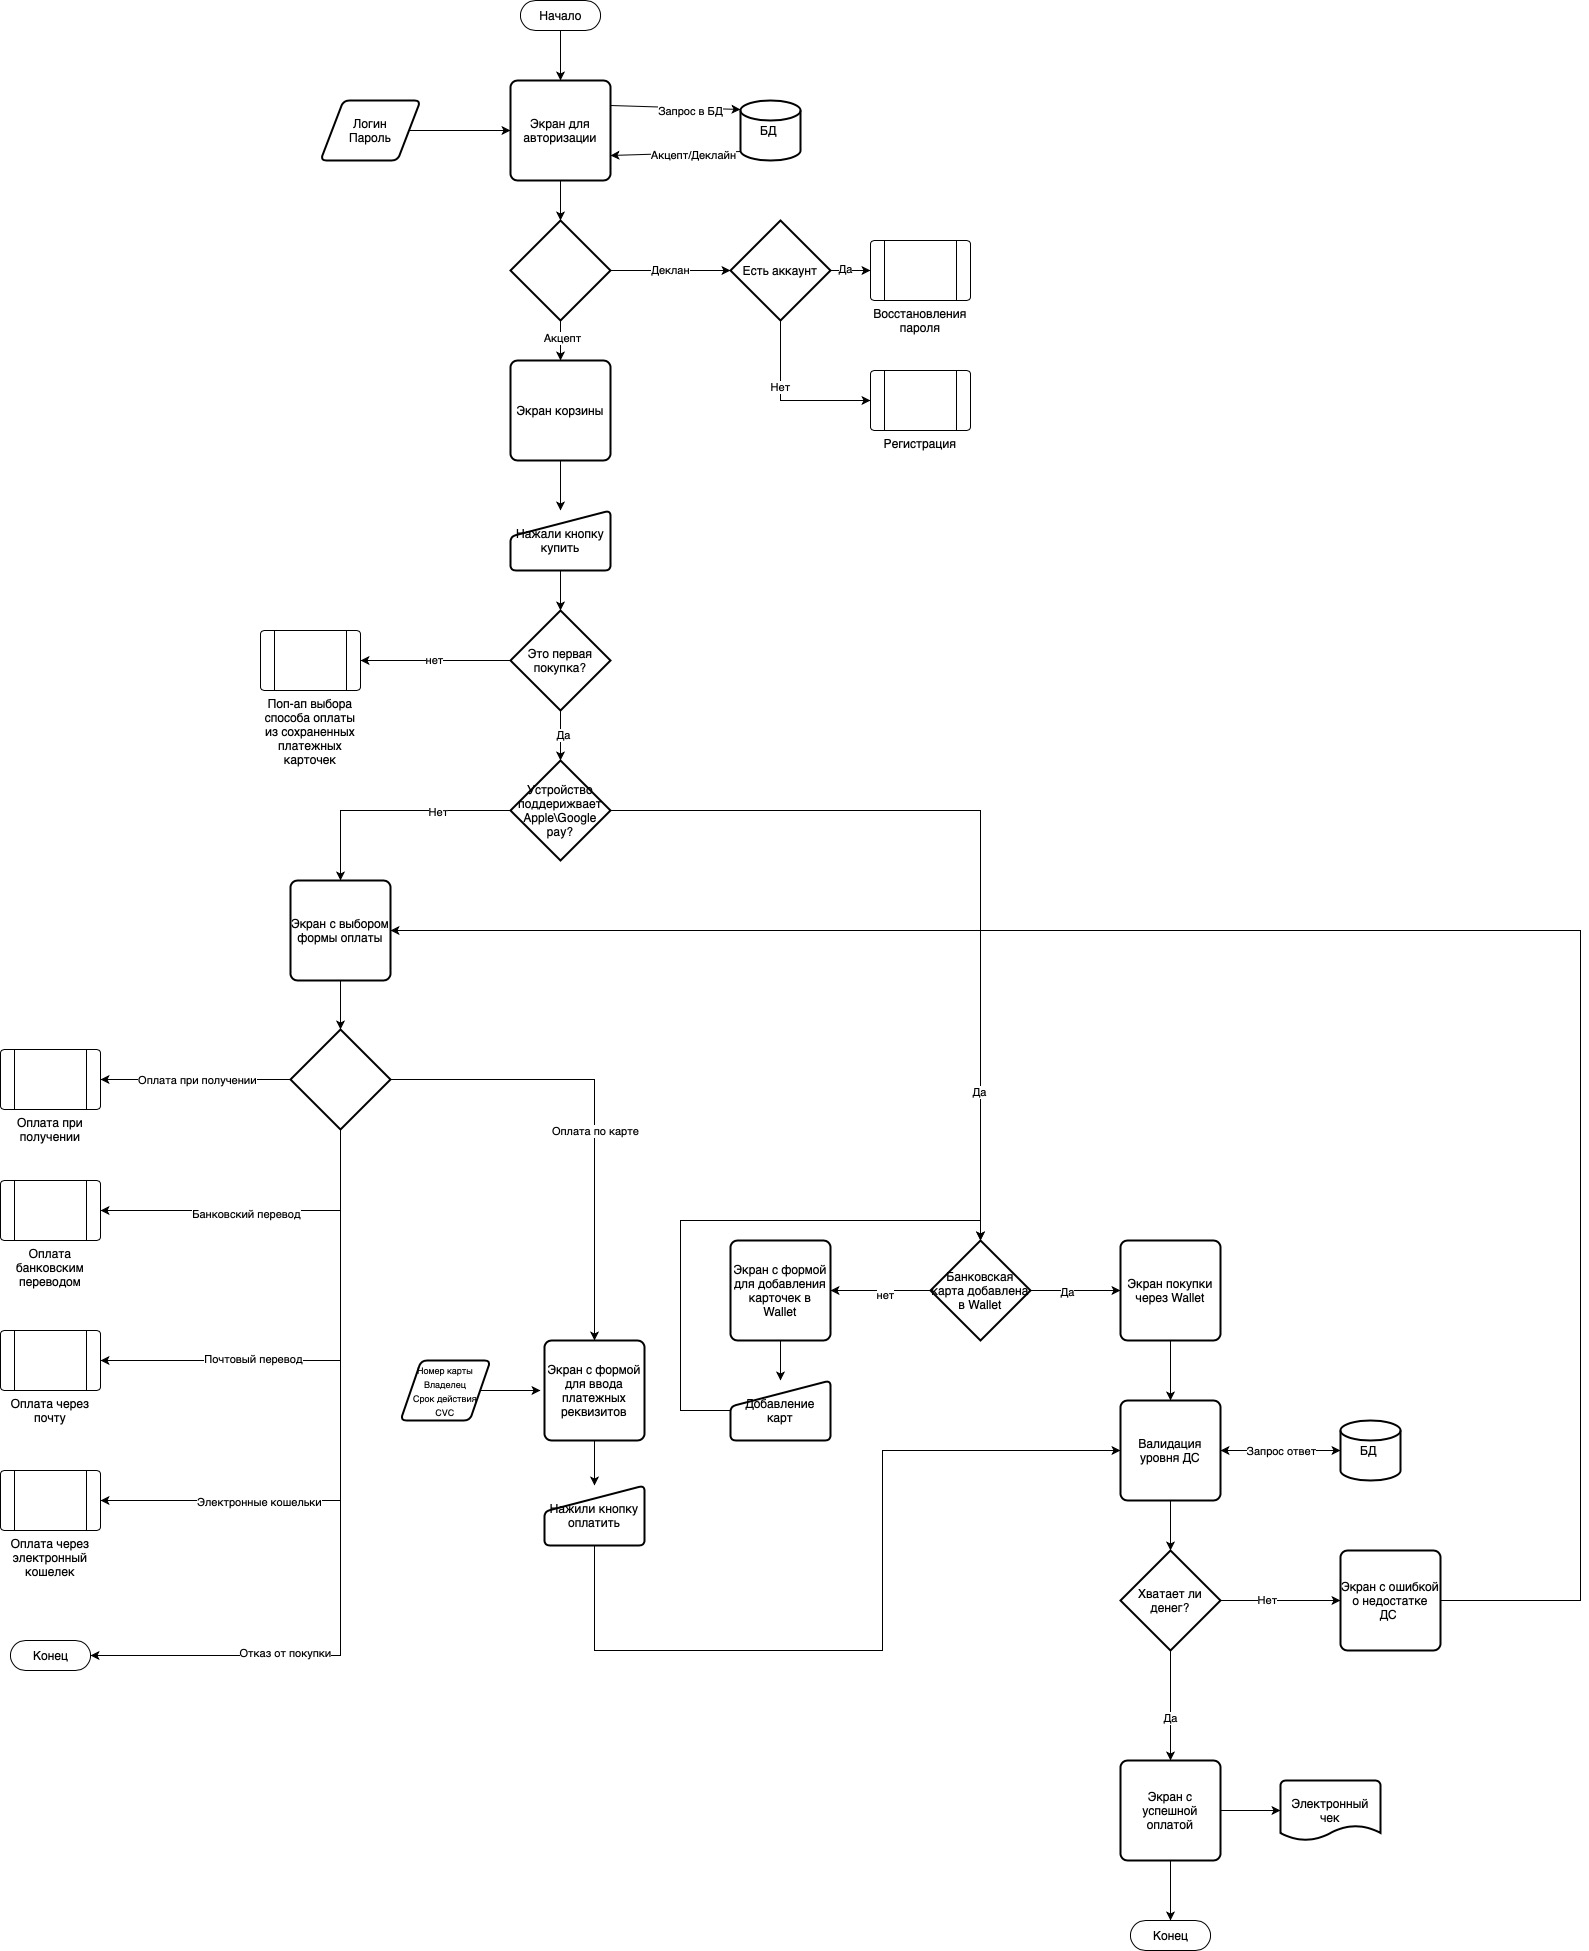 Начало
Логин
Пароль
Экран для
авторизации
Запрос в БД
Акцепт/Деклайн
БД
Деклан
Есть аккаунт
Да
Восстановления
пароля
Акцепт
Нет
Регистрация
Экран корзины
Нажали кнопку
купить
Это первая
покупка?
нет
Поп-ап выбора
способа оплаты
из сохраненных
платежных
карточек
Да
Устройство
поддерижвает
Apple\Google
pay?
Нет
Экран с выбором
формы оплаты
Оплата при получении
Оплата при
получении
Да
Оплата по карте
Банковский перевод
Оплата
банковским
переводом
Экран с формой
для добавления
карточек в
Wallet
нет
Банковская
карта добавлена
в Wallet
Да
Экран покупки
через Wallet
Почтовый перевод
Оплата через
почту
Номер карты
Владелец
Срок действия
CVC
Экран с формой
для ввода
платежных
реквизитов
Добавление
карт
Валидация
уровня ДС
Запрос ответ
БД
Электронные кошельки
Оплата через
электронный
кошелек
Нажили кнопку
оплатить
Хватает ли
денег?
Нет
Экран с ошибкой
о недостатке
ДС
Отказ от покупки
Конец
Да
Экран с
успешной
оплатой
Электронный
чек
Конец